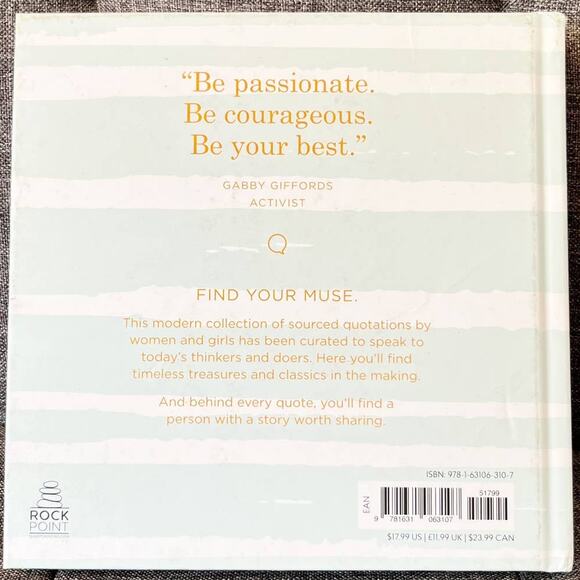 “Be passionate.
Be courageous.
Be your best.”
GABBY GIFFORDS
ACTIVIST
FIND YOUR MUSE.
This modern collection of sourced quotations by
women and girls has been curated to speak to
today’s thinkers and doers. Here you’ll find
timeless treasures and classics in the making.
And behind every quote, you’ll find a
person with a story worth sharing.
ISBN: 978-1-63106-310-7
51799
EAN
9 781631 063107
$17.99 US | £11.99 UK | $23.99 CAN
ROCK
POINT